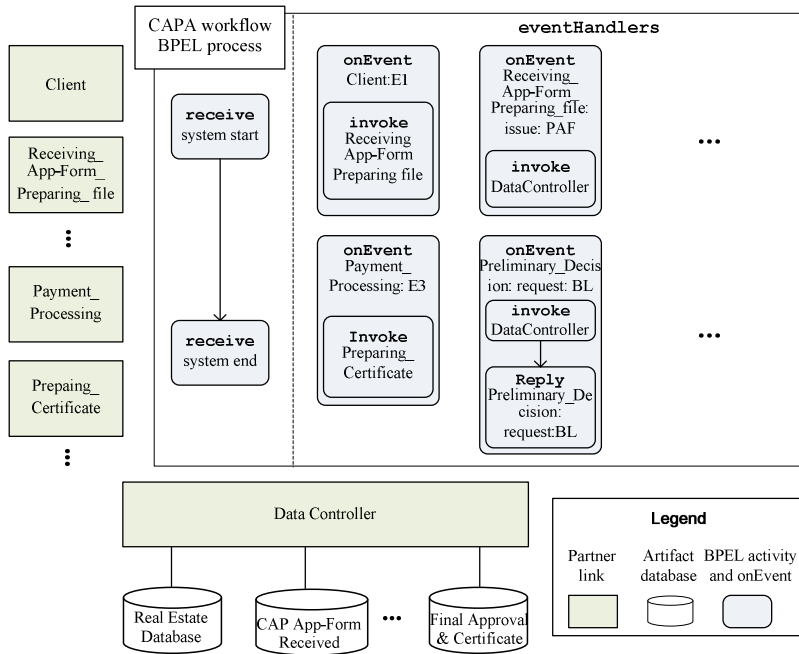 CAPA workflow
BPEL process
eventHandlers
Client
Receiving_
App-Form_
Preparing_ file
Payment_
Processing
Prepaing_
Certificate
receive
system start
receive
system end
onEvent
Client:E1
invoke
Receiving
App-Form
Preparing file
onEvent
Receiving_
App-Form_
Preparing_file:
issue: PAF
invoke
DataController
...
onEvent
Payment_
Processing: E3
Invoke
Preparing_
Certificate
onEvent
Preliminary_Decis
ion: request: BL
invoke
DataController
Reply
Preliminary_De
cision:
request:BL
...
Data Controller
Real Estate
Database
CAP App-Form
Received
...
Final Approval
& Certificate
Legend
Partner
link
Artifact
database
BPEL activity
and onEvent